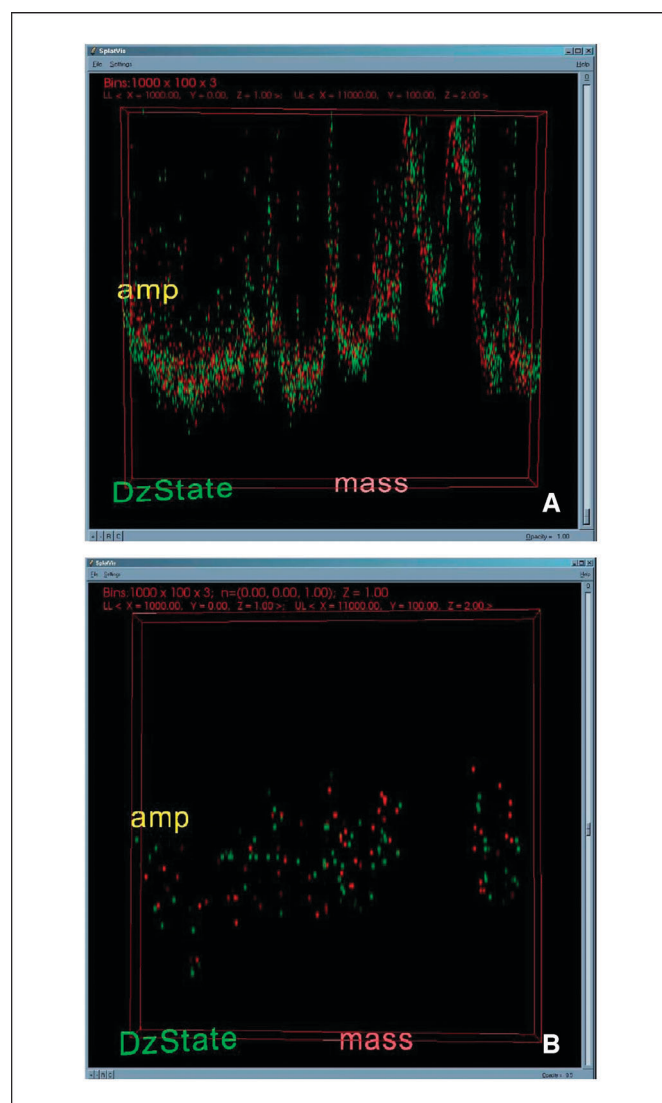 SplatVis
File Settings Help
Bins:1000 x 100 x 3
LL < X = 1000.00, Y = 0.00, Z = 1.00 >; UL < X = 11000.00, Y = 100.00, Z = 2.00 >
amp
DzState mass A
+ - R C Opacity = 1.00
SplatVis
File Settings Help
Bins:1000 x 100 x 3; n=(0.00, 0.00, 1.00); Z = 1.00
LL < X = 1000.00, Y = 0.00, Z = 1.00 >; UL < X = 11000.00, Y = 100.00, Z = 2.00 >
amp
DzState mass B
+ - R C